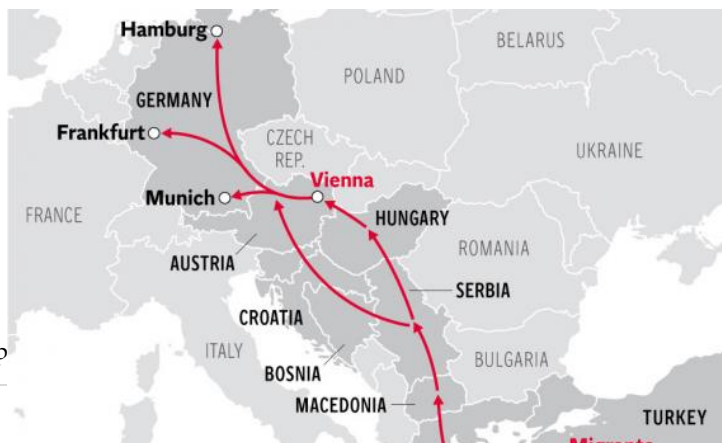 Hamburg
BELARUS
POLAND
GERMANY
Frankfurt
CZECH
REP.
UKRAINE
Vienna
Munich
FRANCE
HUNGARY
ROMANIA
AUSTRIA
SERBIA
CROATIA
ITALY
p
BULGARIA
BOSNIA
MACEDONIA
TURKEY
Migrants